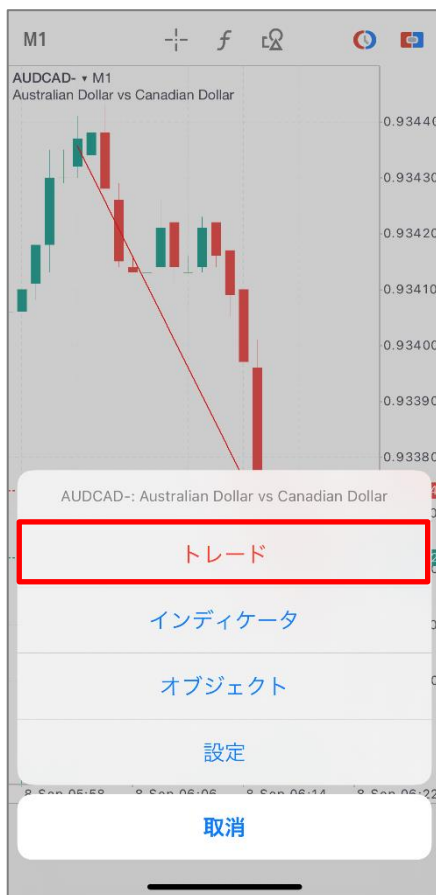 M1
AUDCAD- ▾ M1
Australian Dollar vs Canadian Dollar
0.93440
0.93430
0.93420
0.93410
0.93400
0.93390
0.93380
AUDCAD-: Australian Dollar vs Canadian Dollar
トレード
インディケータ
オブジェクト
設定
8 Sep 05:58
8 Sep 06:06
8 Sep 06:14
8 Sep 06:22
取消